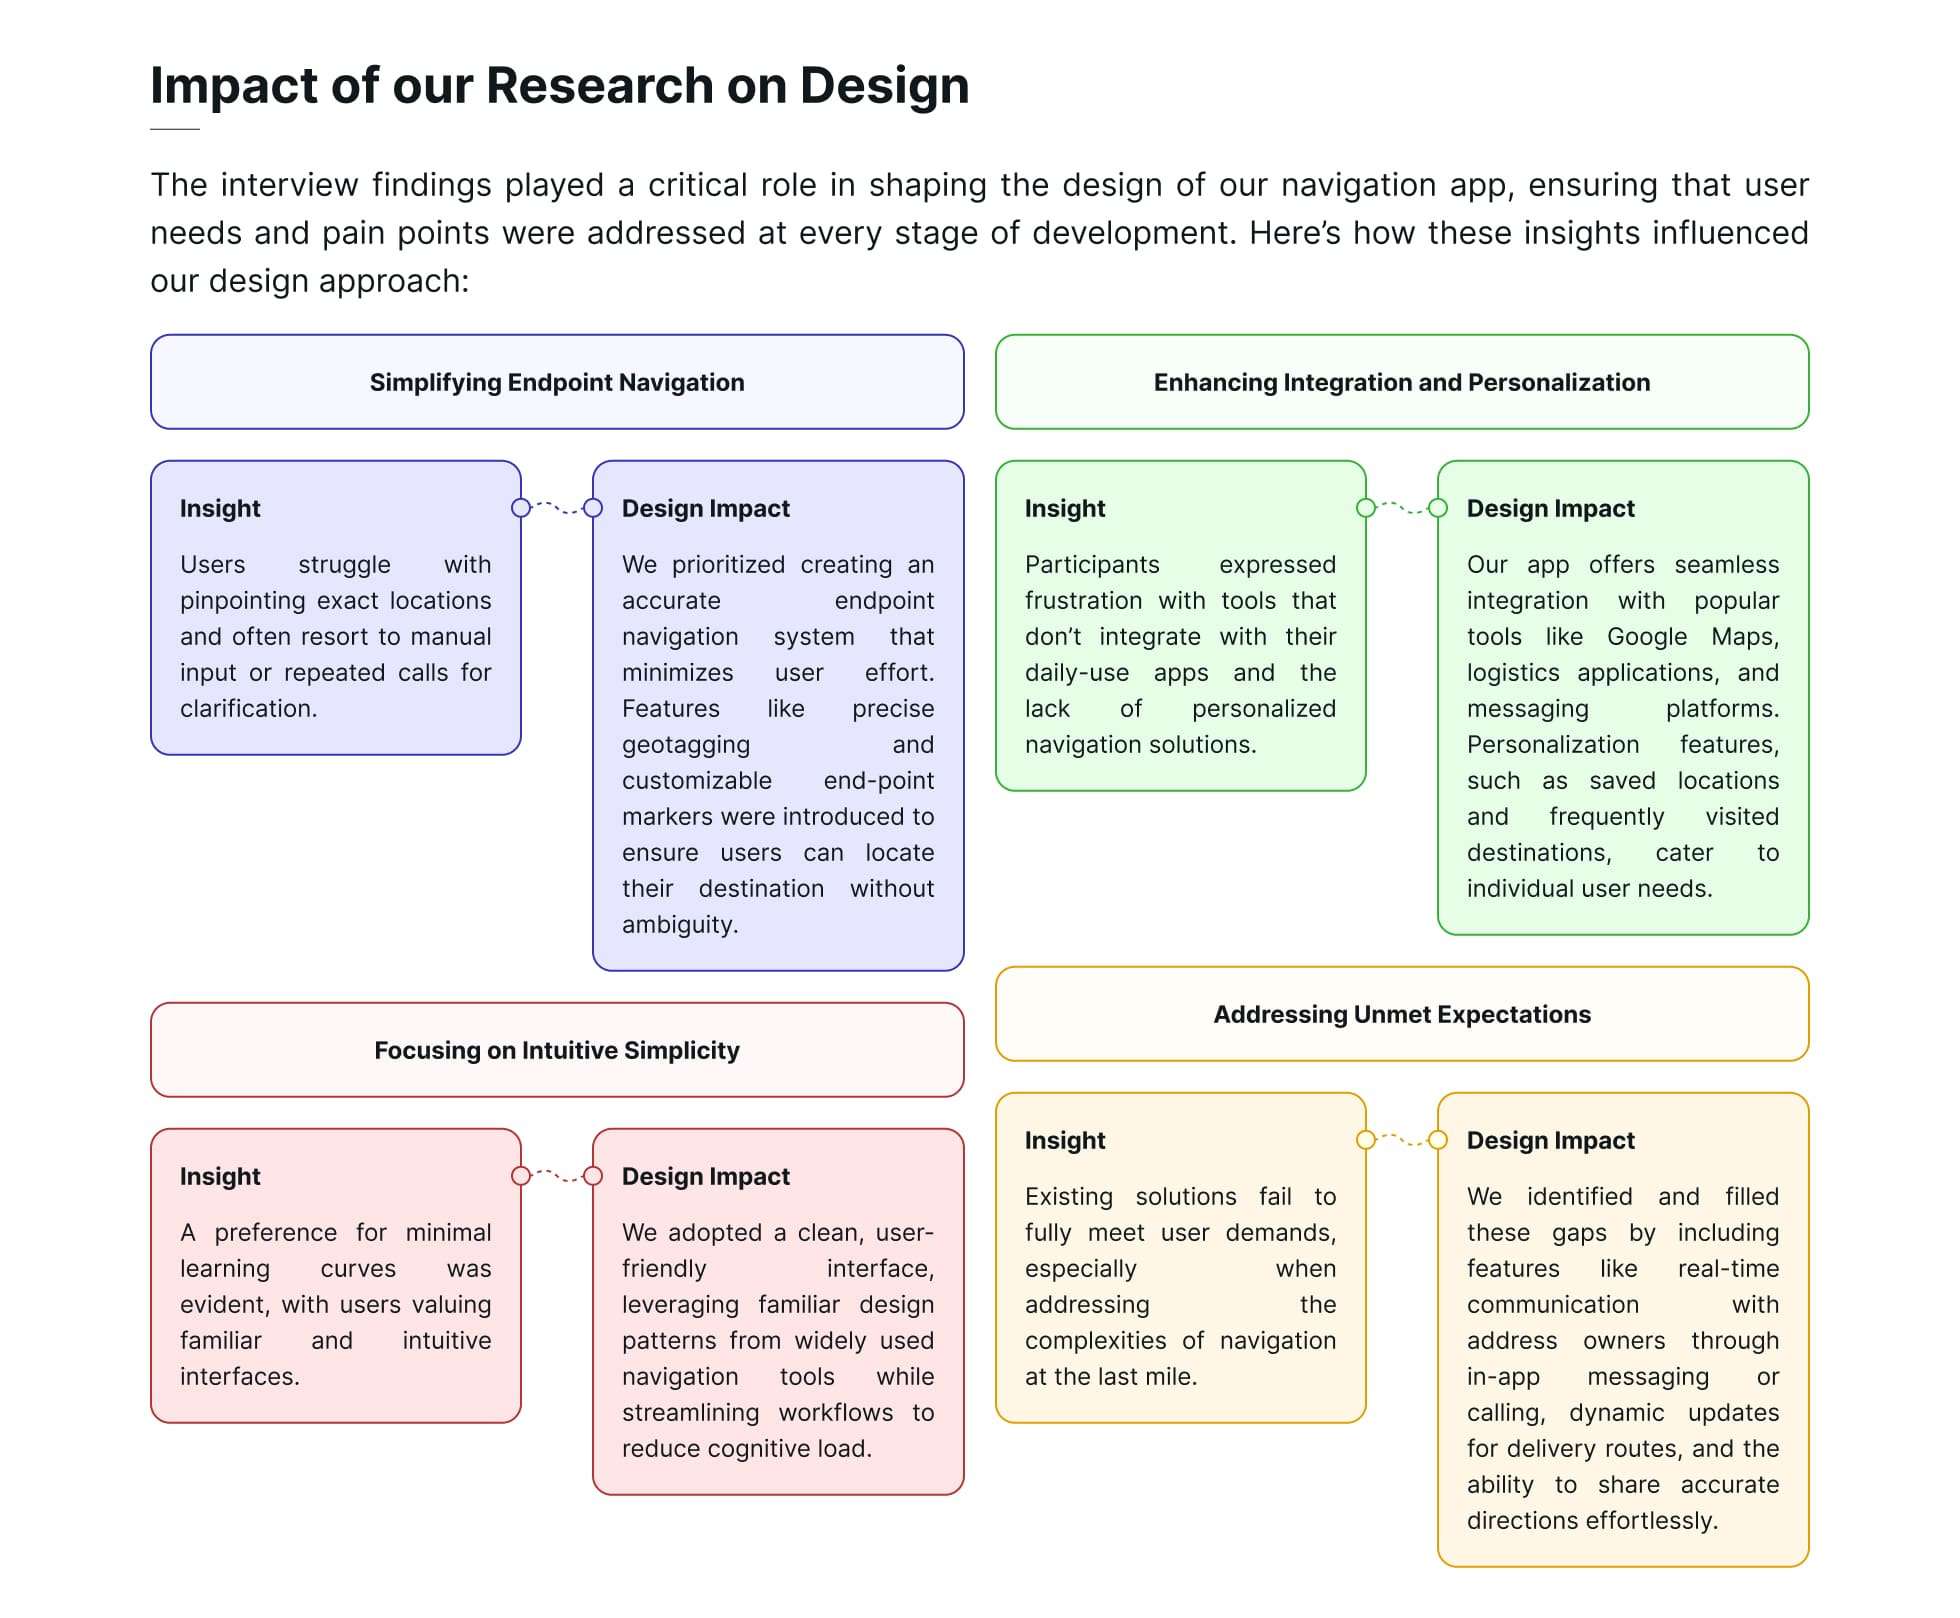 Impact of our Research on Design
The interview findings played a critical role in shaping the design of our navigation app, ensuring that user
needs and pain points were addressed at every stage of development. Here’s how these insights influenced
our design approach:
Simplifying Endpoint Navigation
Insight
Users struggle with
pinpointing exact locations
and often resort to manual
input or repeated calls for
clarification.
Design Impact
We prioritized creating an
accurate endpoint
navigation system that
minimizes user effort.
Features like precise
geotagging and
customizable end-point
markers were introduced to
ensure users can locate
their destination without
ambiguity.
Enhancing Integration and Personalization
Insight
Participants expressed
frustration with tools that
don’t integrate with their
daily-use apps and the
lack of personalized
navigation solutions.
Design Impact
Our app offers seamless
integration with popular
tools like Google Maps,
logistics applications, and
messaging platforms.
Personalization features,
such as saved locations
and frequently visited
destinations, cater to
individual user needs.
Focusing on Intuitive Simplicity
Insight
A preference for minimal
learning curves was
evident, with users valuing
familiar and intuitive
interfaces.
Design Impact
We adopted a clean, user-
friendly interface,
leveraging familiar design
patterns from widely used
navigation tools while
streamlining workflows to
reduce cognitive load.
Addressing Unmet Expectations
Insight
Existing solutions fail to
fully meet user demands,
especially when
addressing the
complexities of navigation
at the last mile.
Design Impact
We identified and filled
these gaps by including
features like real-time
communication with
address owners through
in-app messaging or
calling, dynamic updates
for delivery routes, and the
ability to share accurate
directions effortlessly.